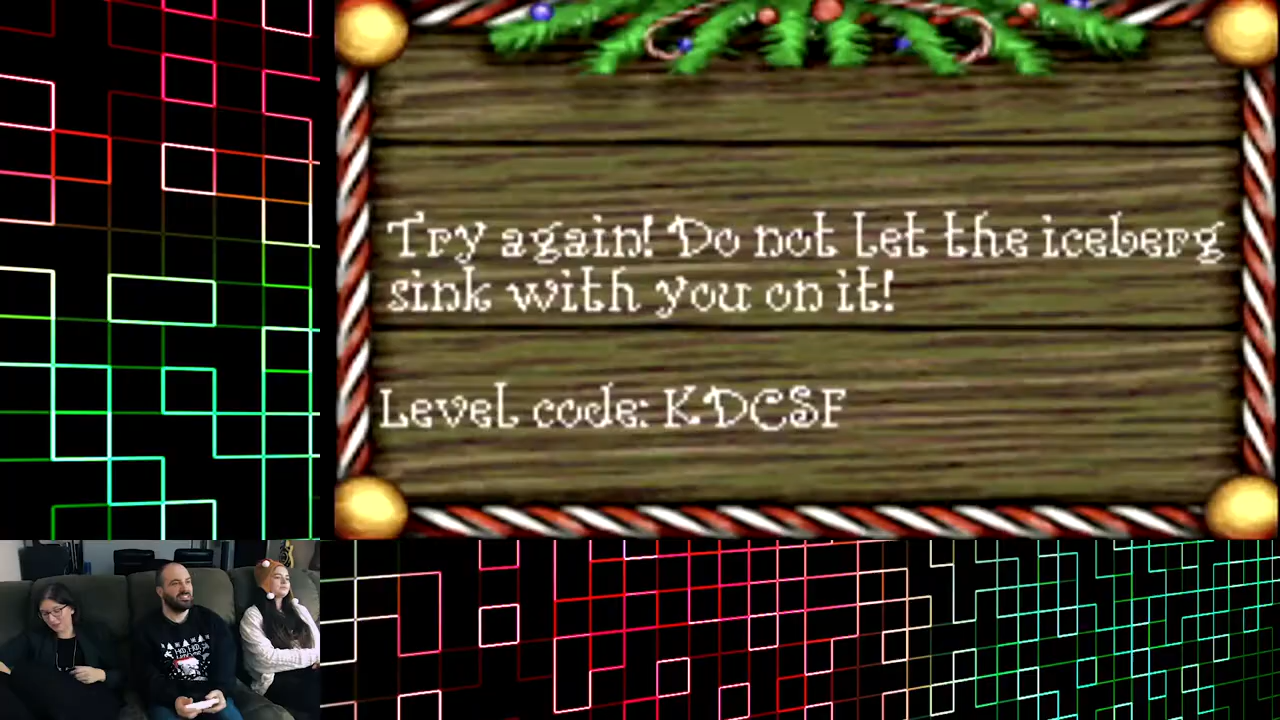 Try again! Do not let the iceberg
sink with you on it!
Level code: KDCSF